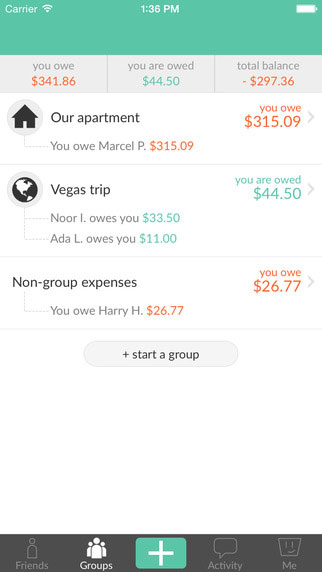 Carrier 1:36 PM
you owe you are owed total balance
$341.86 $44.50 - $297.36
Our apartment you owe
$315.09
You owe Marcel P. $315.09
Vegas trip you are owed
$44.50
Noor I. owes you $33.50
Ada L. owes you $11.00
Non-group expenses you owe
$26.77
You owe Harry H. $26.77
+ start a group
Friends Groups Activity Me